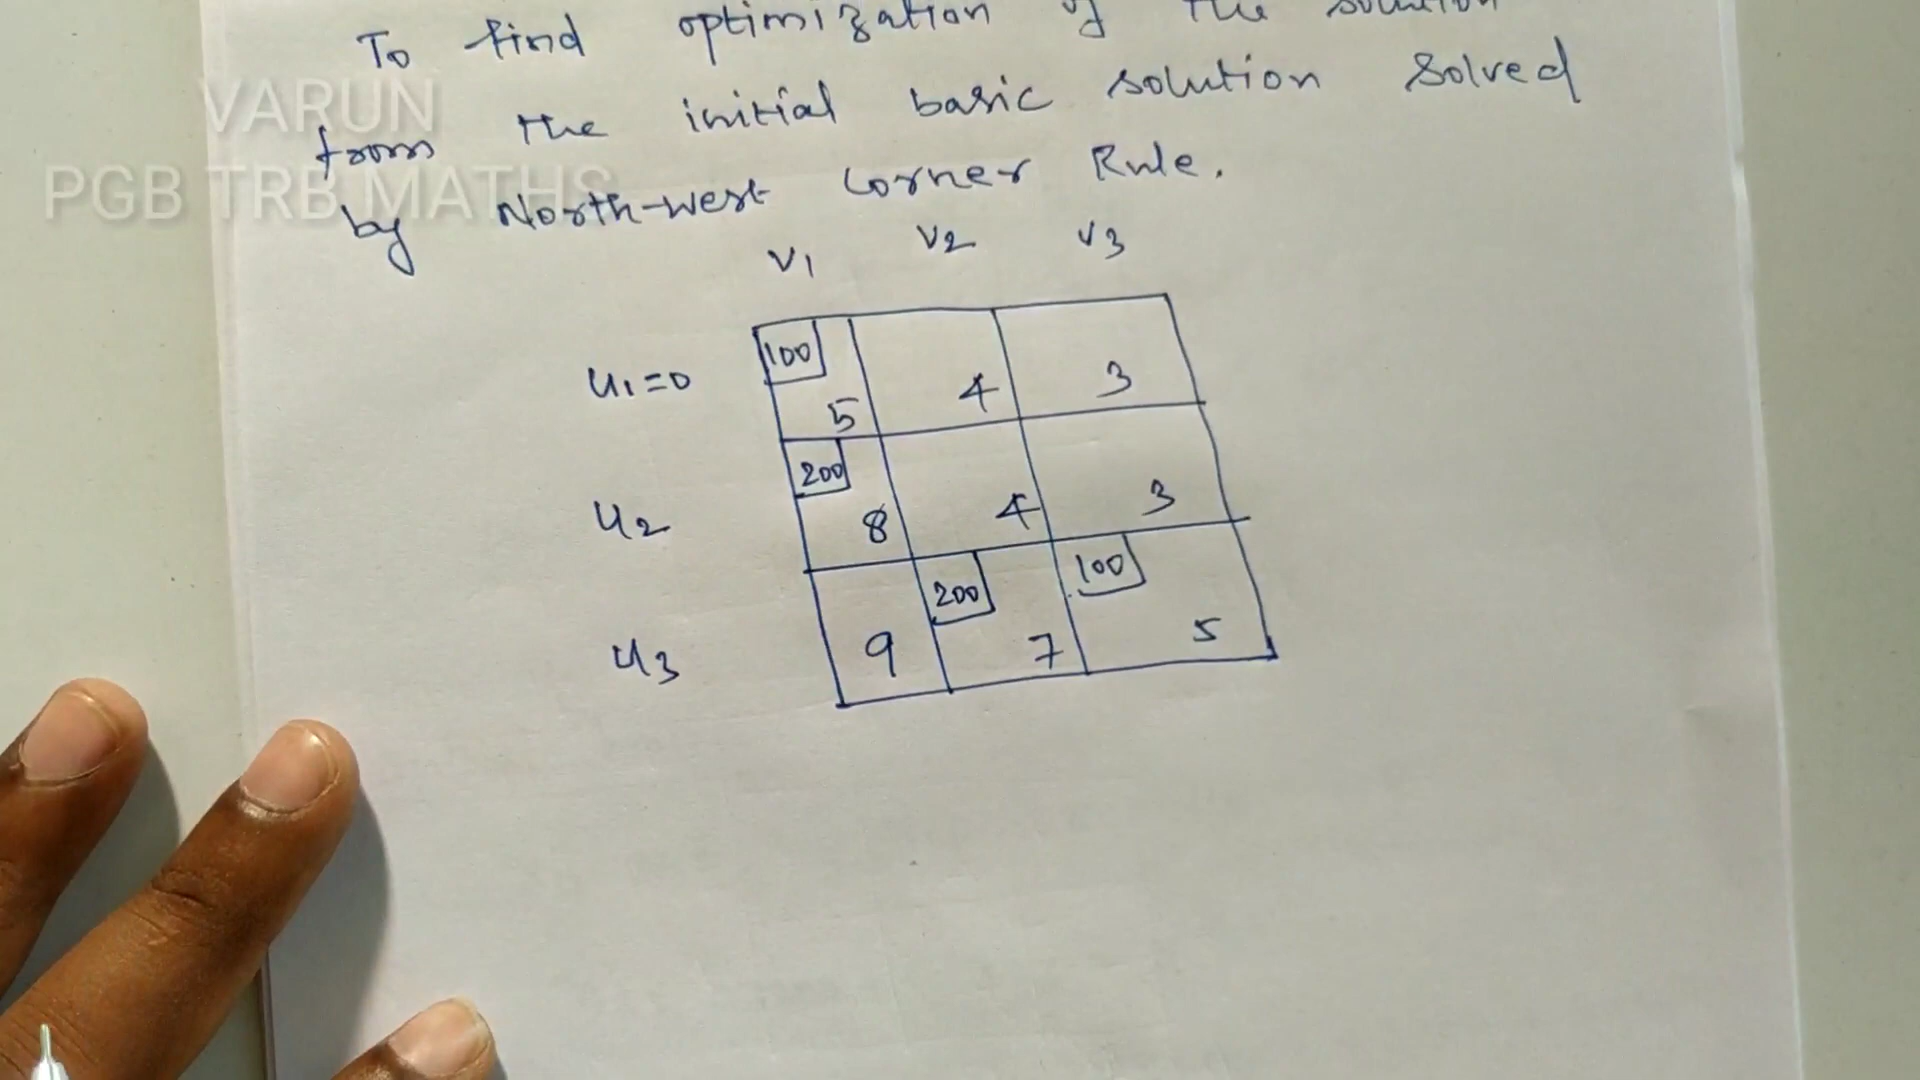 To find optimization of the solution
from the initial basic solution solved
by North-west Corner Rule.
VARUN
PGB TRB MATHS
V1 V2 V3
U1=0 100 5 4 3
U2 200 8 4 3
U3 9 200 7 100 5